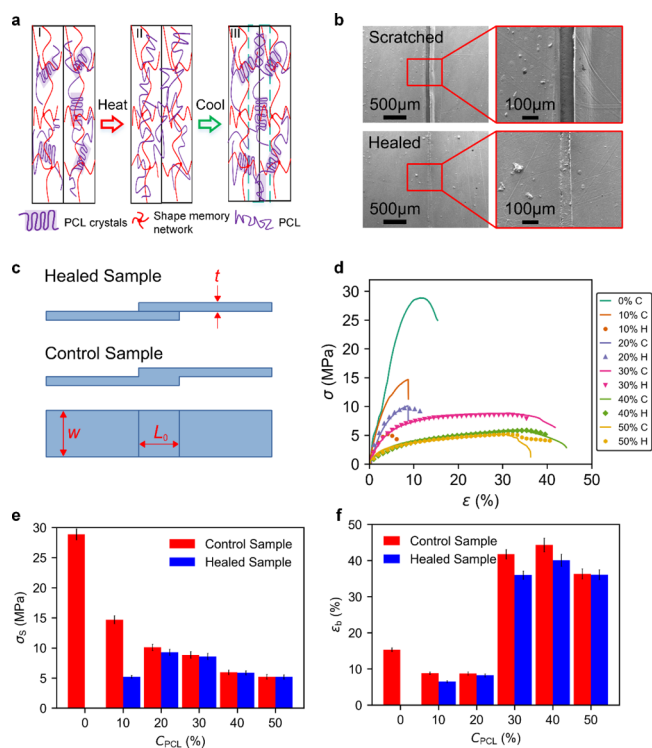 a
I
II
III
Heat
Cool
PCL crystals
Shape memory
network
PCL
b
Scratched
500μm
100μm
Healed
500μm
100μm
c
Healed Sample
t
Control Sample
w
L₀
d
σ (MPa)
30
25
20
15
10
5
0
0
10
20
30
40
50
ε (%)
0% C
10% C
10% H
20% C
20% H
30% C
30% H
40% C
40% H
50% C
50% H
e
σS (MPa)
30
25
20
15
10
5
0
Control Sample
Healed Sample
0
10
20
30
40
50
CPCL (%)
f
εb (%)
50
40
30
20
10
0
Control Sample
Healed Sample
0
10
20
30
40
50
CPCL (%)